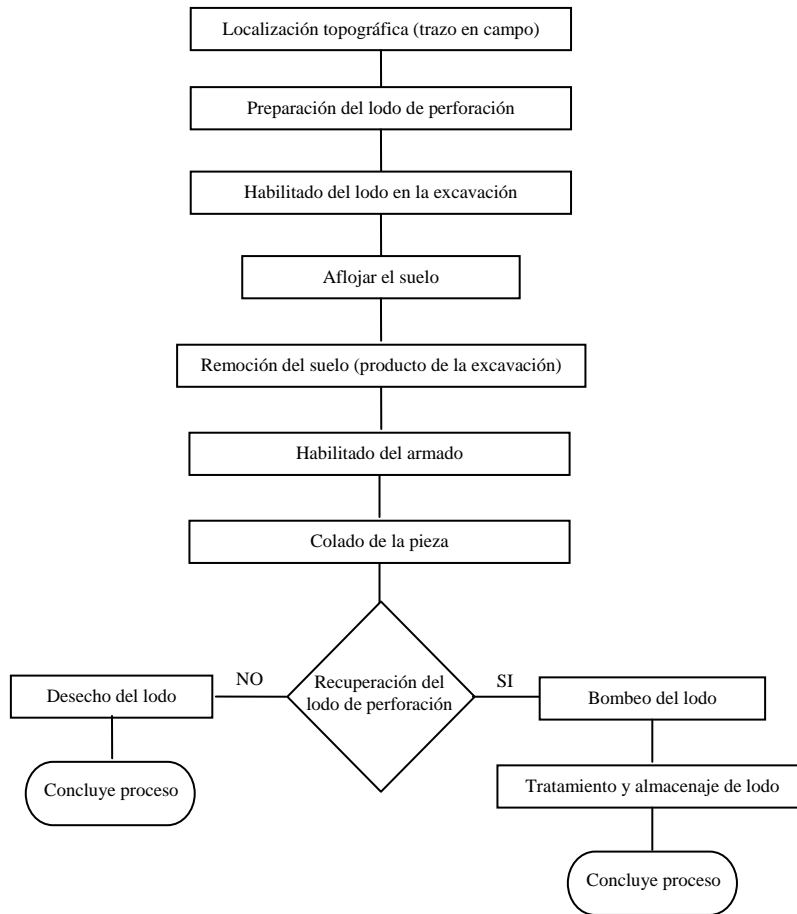 Localización topográfica (trazo en campo)
Preparación del lodo de perforación
Habilitado del lodo en la excavación
Aflojar el suelo
Remoción del suelo (producto de la excavación)
Habilitado del armado
Colado de la pieza
Recuperación del
lodo de perforación
NO
SI
Desecho del lodo
Bombeo del lodo
Concluye proceso
Tratamiento y almacenaje de lodo
Concluye proceso